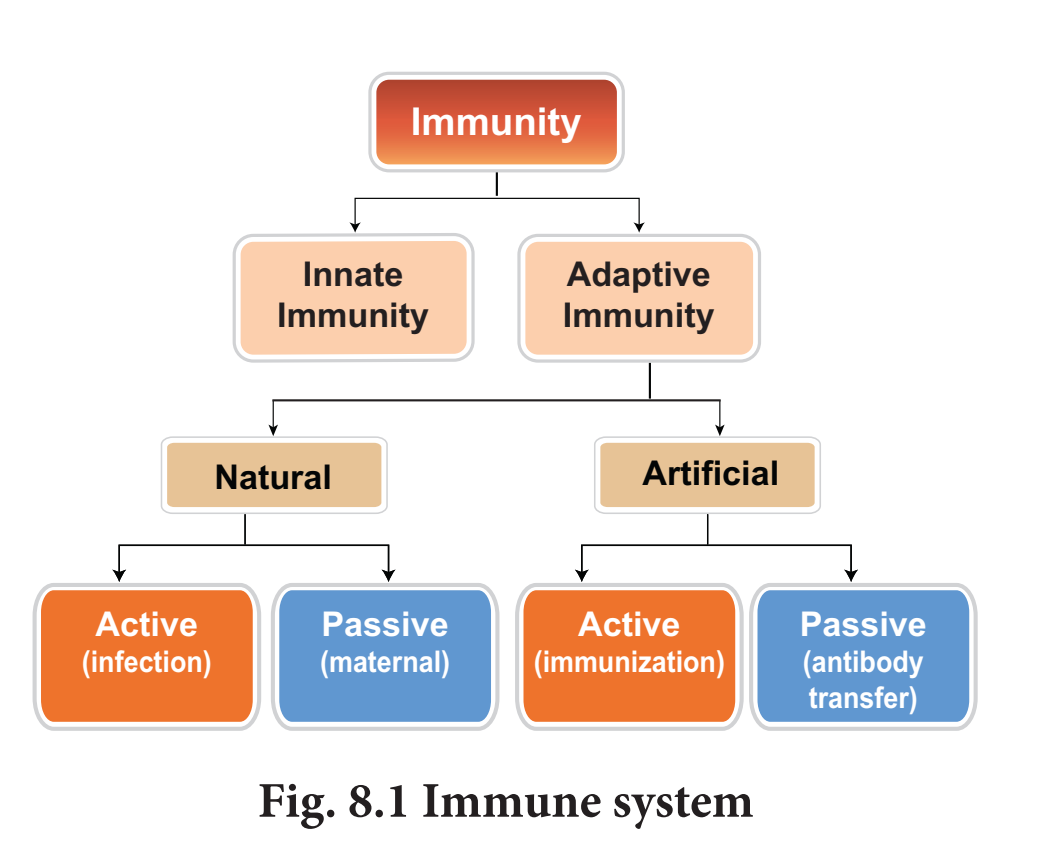 Immunity
Innate
Immunity
Adaptive
Immunity
Natural
Artificial
Active
(infection)
Passive
(maternal)
Active
(immunization)
Passive
(antibody
transfer)
Fig. 8.1 Immune system